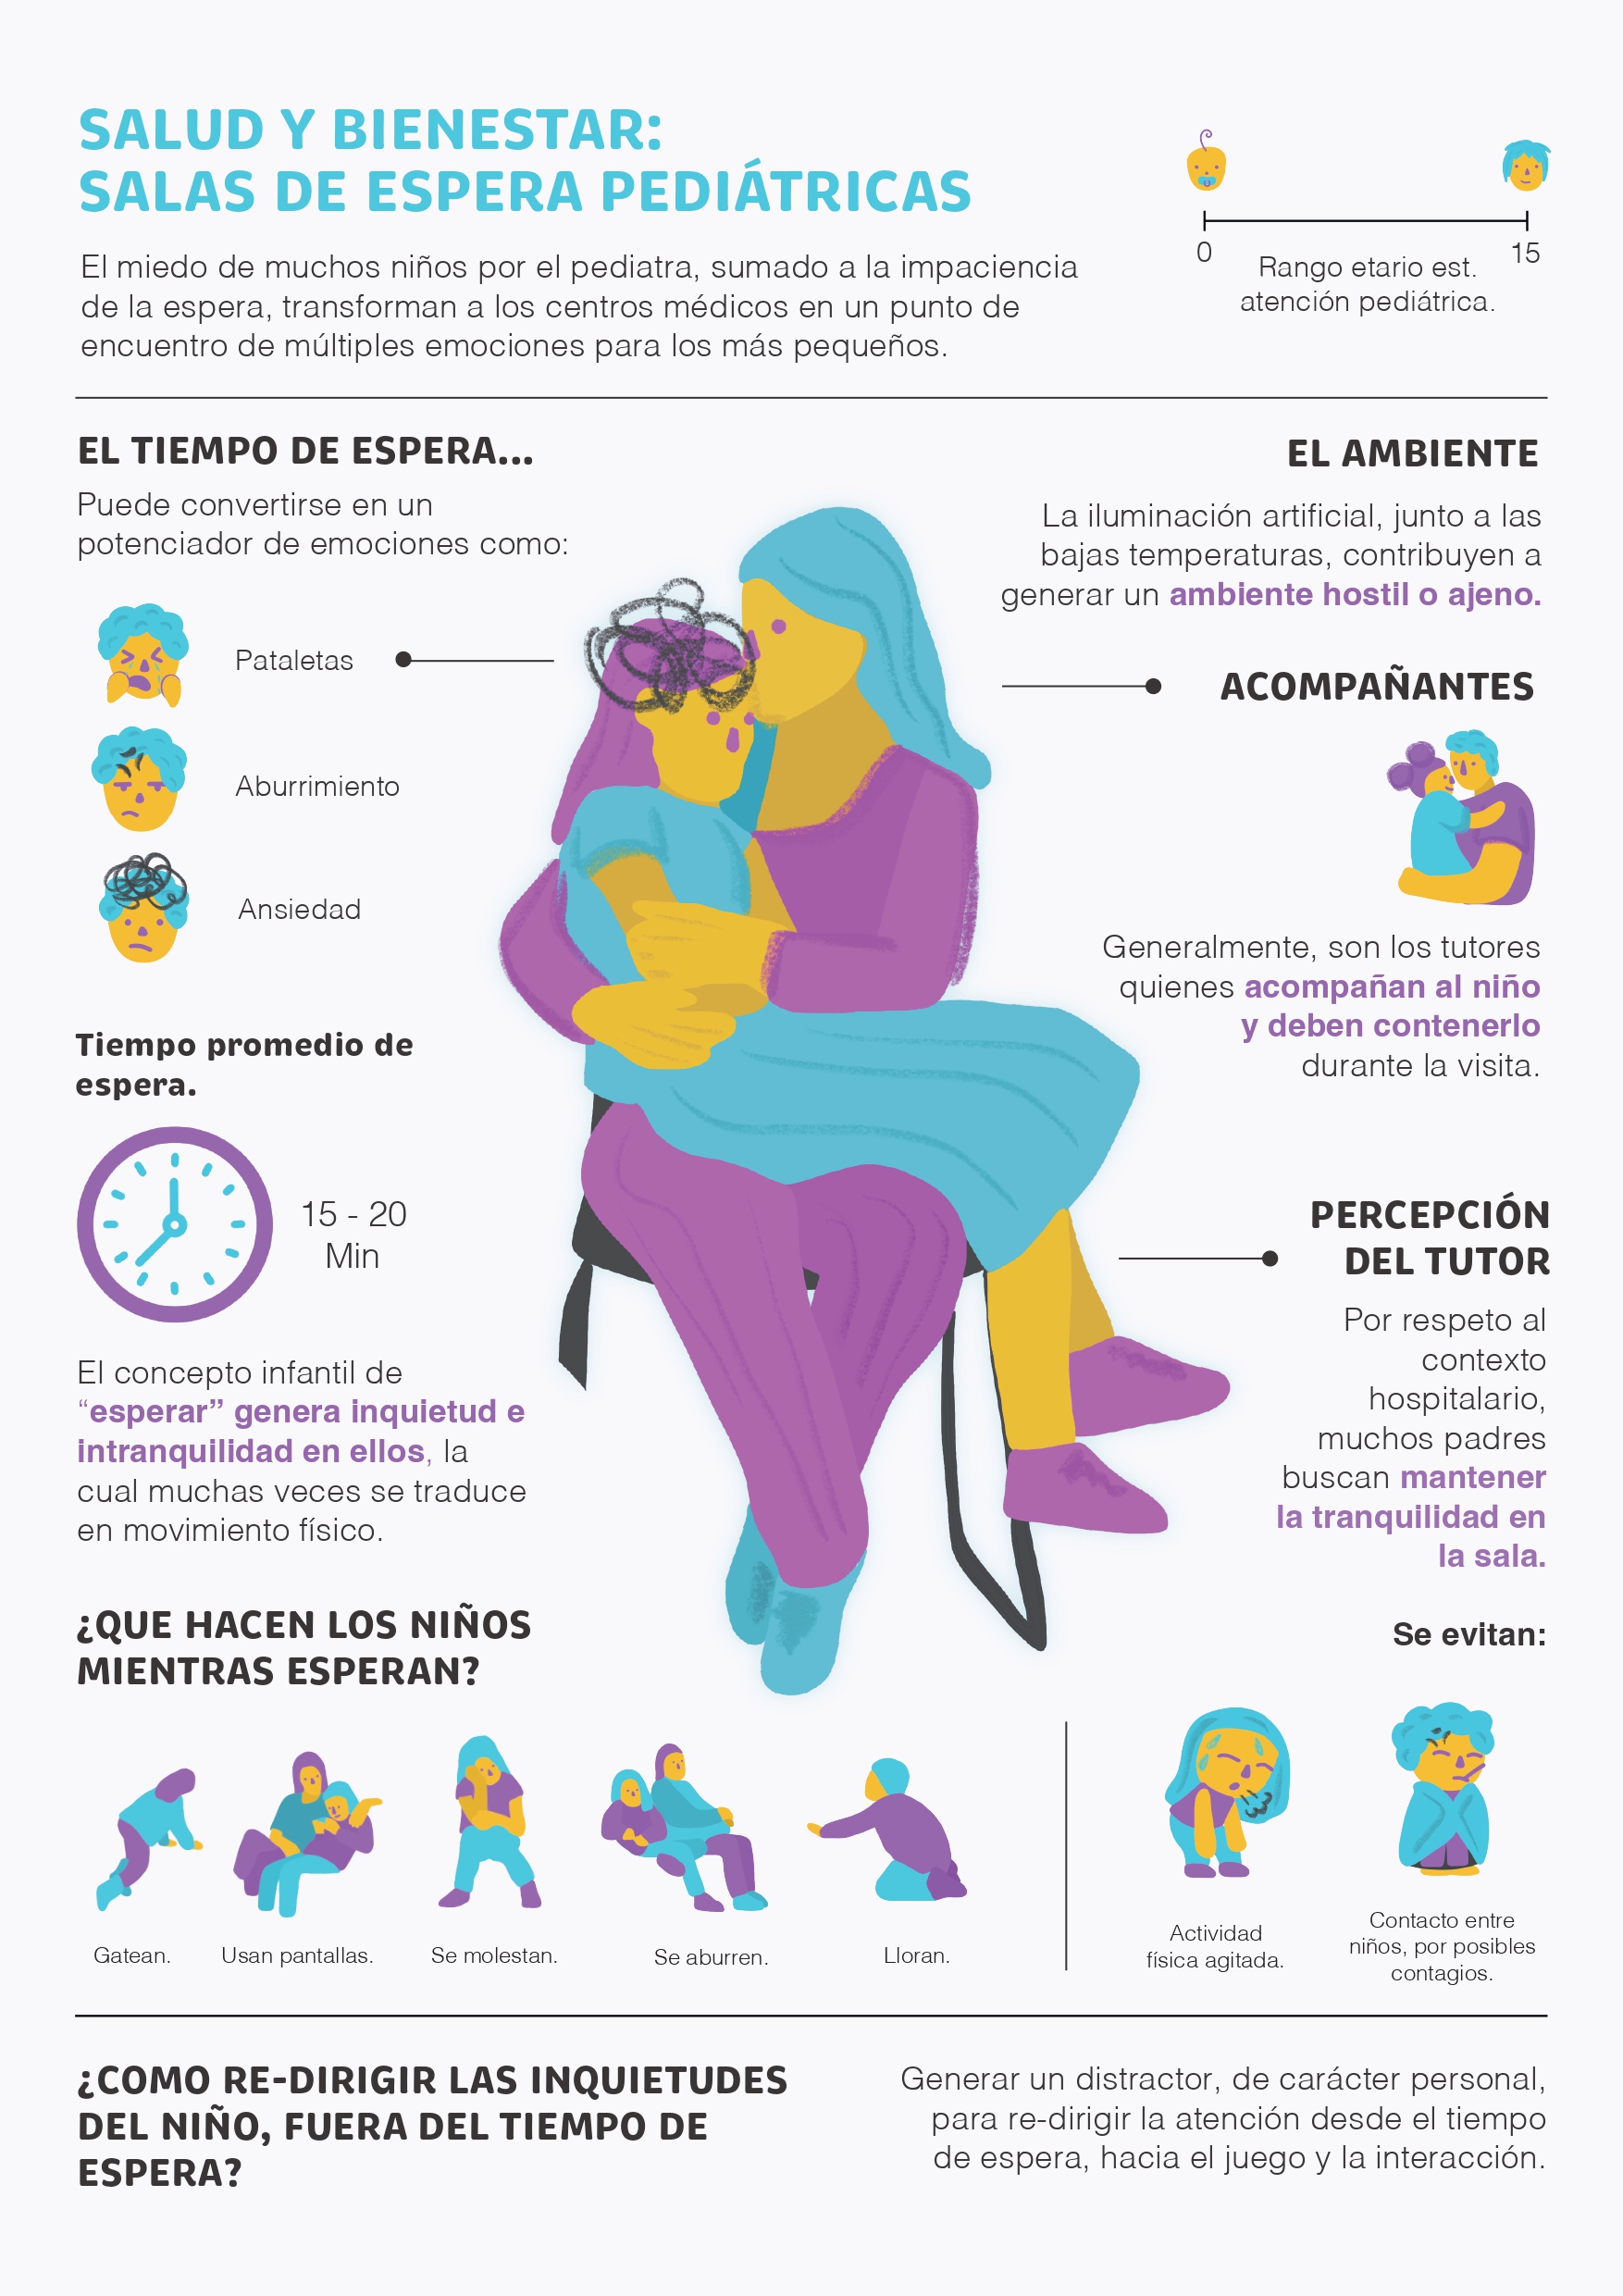 SALUD Y BIENESTAR:
SALAS DE ESPERA PEDIÁTRICAS
El miedo de muchos niños por el pediatra, sumado a la impaciencia
de la espera, transforman a los centros médicos en un punto de
encuentro de múltiples emociones para los más pequeños.
0
15
Rango etario est.
atención pediátrica.
EL TIEMPO DE ESPERA...
Puede convertirse en un
potenciador de emociones como:
Pataletas
Aburrimiento
Ansiedad
Tiempo promedio de
espera.
15 - 20
Min
El concepto infantil de
“esperar” genera inquietud e
intranquilidad en ellos, la
cual muchas veces se traduce
en movimiento físico.
EL AMBIENTE
La iluminación artificial, junto a las
bajas temperaturas, contribuyen a
generar un ambiente hostil o ajeno.
ACOMPAÑANTES
Generalmente, son los tutores
quienes acompañan al niño
y deben contenerlo
durante la visita.
PERCEPCIÓN
DEL TUTOR
Por respeto al
contexto
hospitalario,
muchos padres
buscan mantener
la tranquilidad en
la sala.
¿QUE HACEN LOS NIÑOS
MIENTRAS ESPERAN?
Gatean.
Usan pantallas.
Se molestan.
Se aburren.
Lloran.
Se evitan:
Actividad
física agitada.
Contacto entre
niños, por posibles
contagios.
¿COMO RE-DIRIGIR LAS INQUIETUDES
DEL NIÑO, FUERA DEL TIEMPO DE
ESPERA?
Generar un distractor, de carácter personal,
para re-dirigir la atención desde el tiempo
de espera, hacia el juego y la interacción.